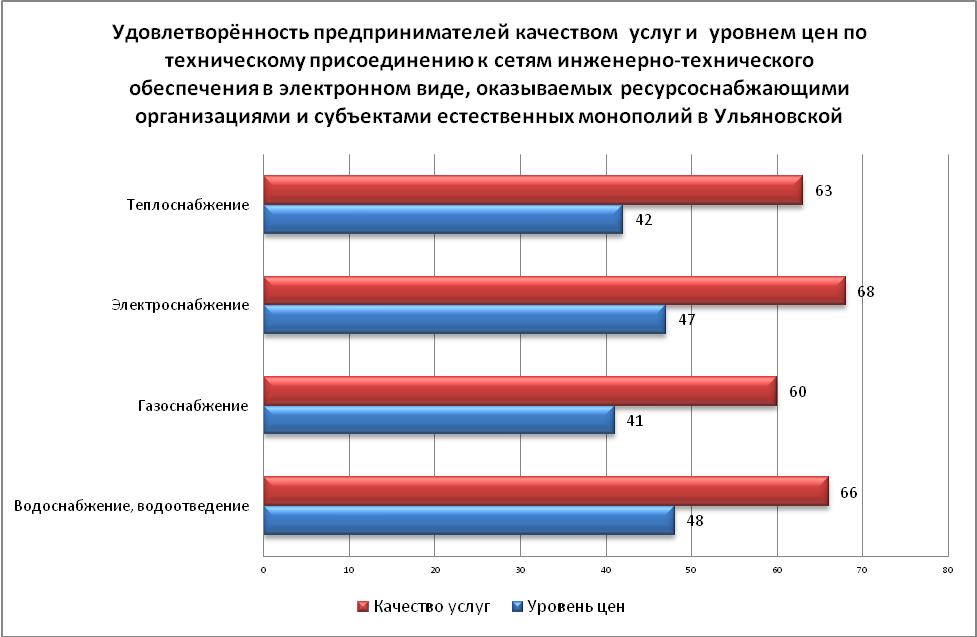 Удовлетворённость предпринимателей качеством услуг и уровнем цен по
техническому присоединению к сетям инженерно-технического
обеспечения в электронном виде, оказываемых ресурсоснабжающими
организациями и субъектами естественных монополий в Ульяновской
Теплоснабжение
63
42
Электроснабжение
68
47
Газоснабжение
60
41
Водоснабжение, водоотведение
66
48
0 10 20 30 40 50 60 70 80
Качество услуг Уровень цен